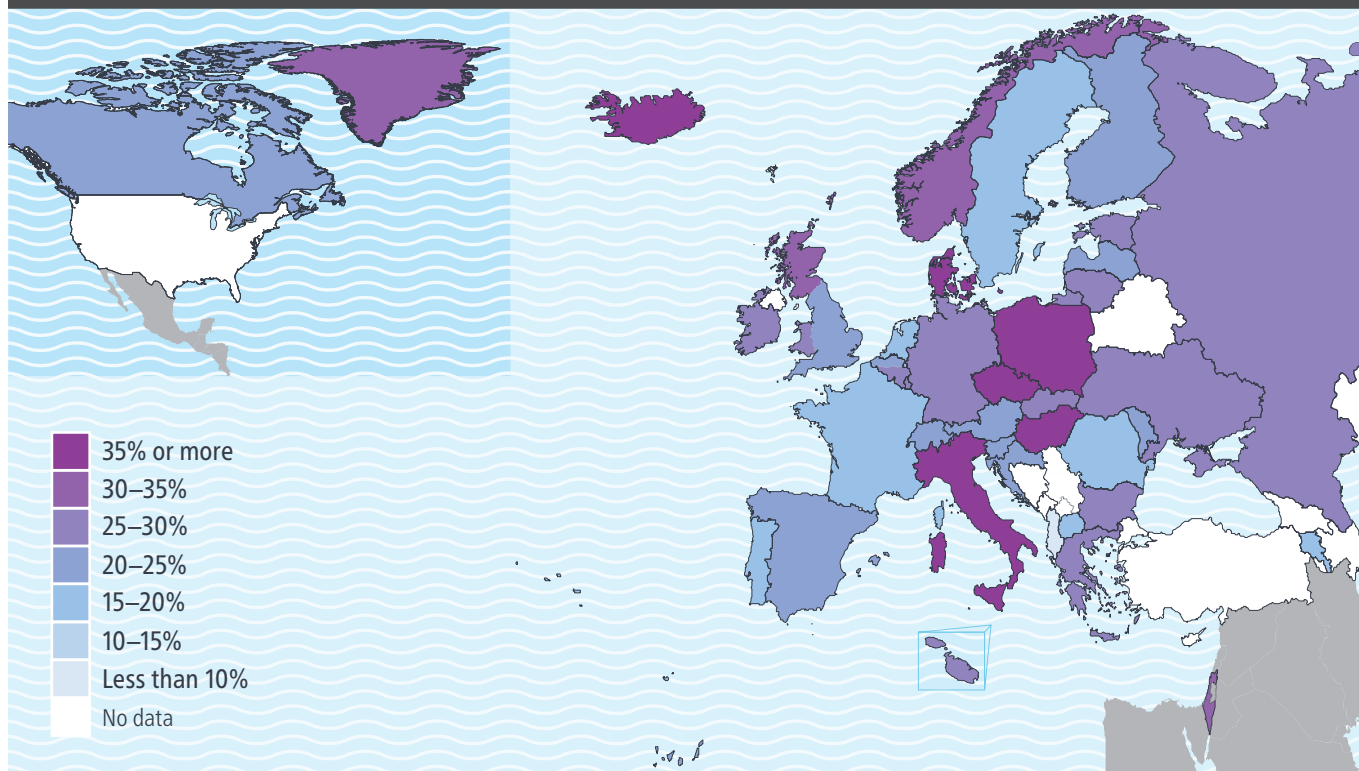 35% or more
30–35%
25–30%
20–25%
15–20%
10–15%
Less than 10%
No data